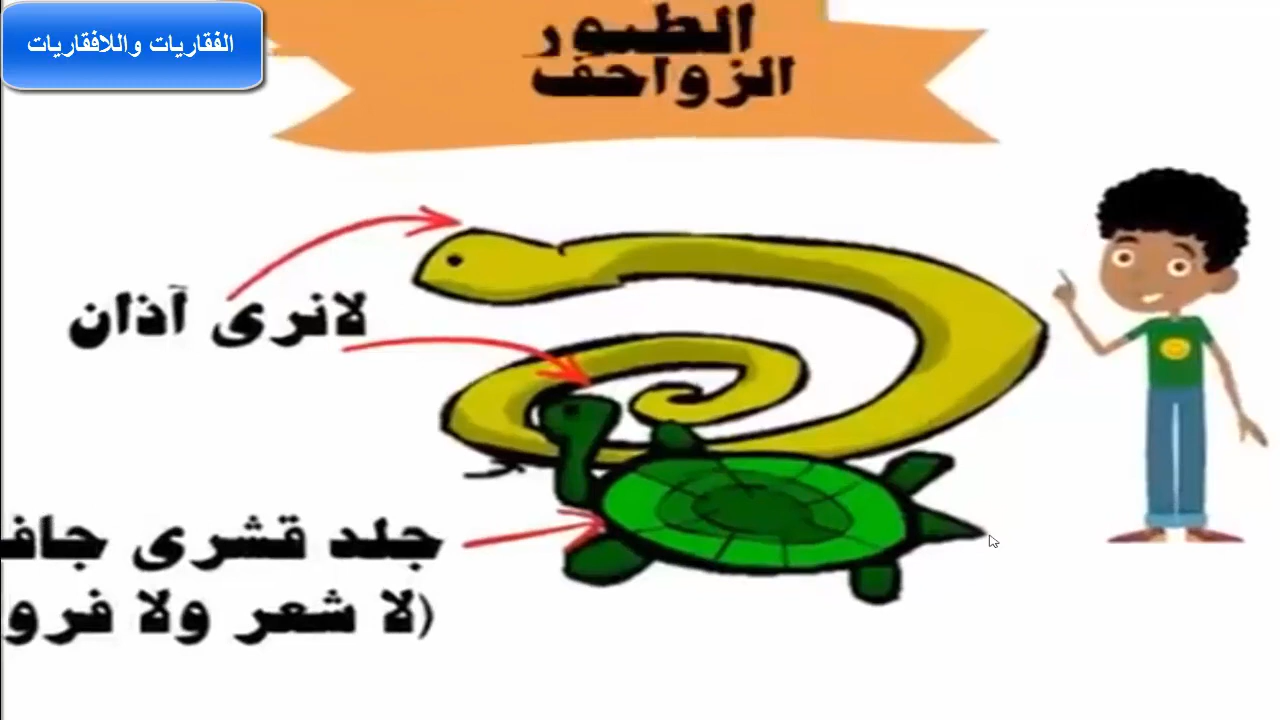 الفقاريات واللافقاريات
الطيور
الزواحف
لانرى آذان
جلد قشرى جاف
(لا شعر ولا فرو